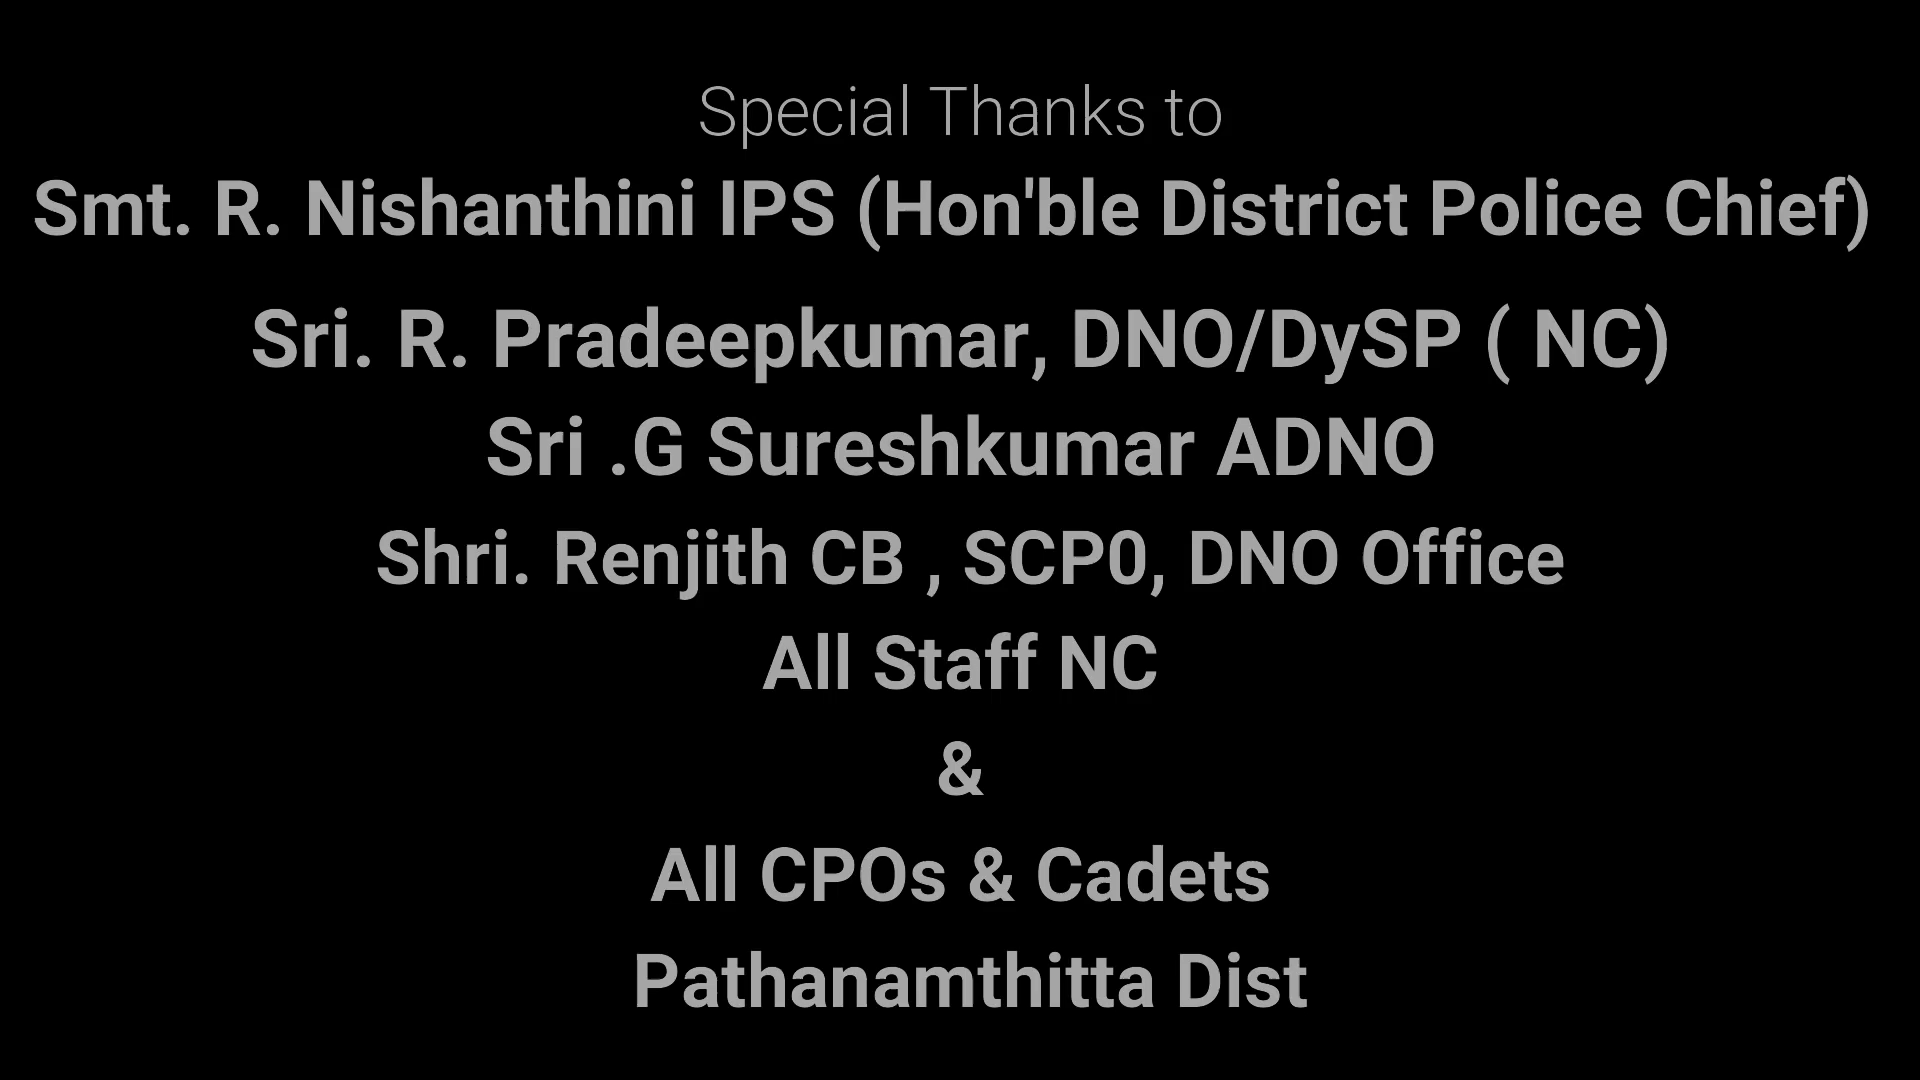 Special Thanks to
Smt. R. Nishanthini IPS (Hon'ble District Police Chief)
Sri. R. Pradeepkumar, DNO/DySP ( NC)
Sri .G Sureshkumar ADNO
Shri. Renjith CB , SCP0, DNO Office
All Staff NC
&
All CPOs & Cadets
Pathanamthitta Dist